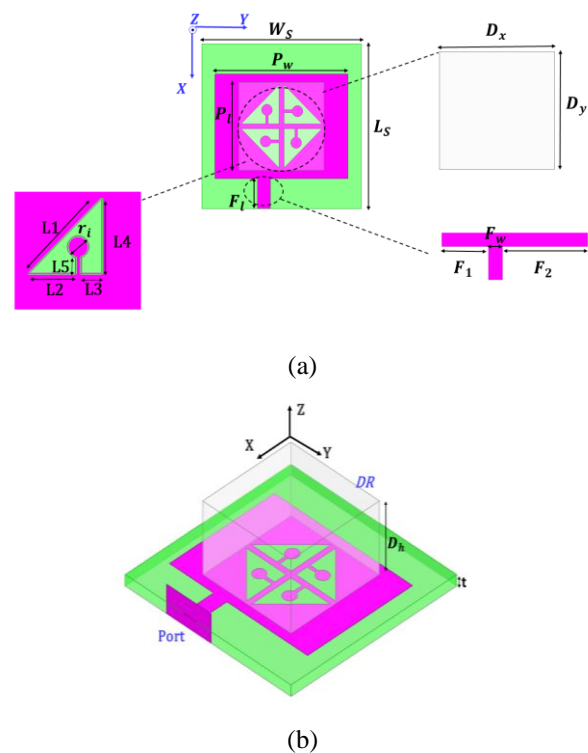 Z Y
X
W_S
P_w
P_l
L_S
F_l
D_x
D_y
L1
r_i
L4
L5
L2
L3
F_w
F_1
F_2
(a)
Z
X
Y
DR
D_h
t
Port
(b)